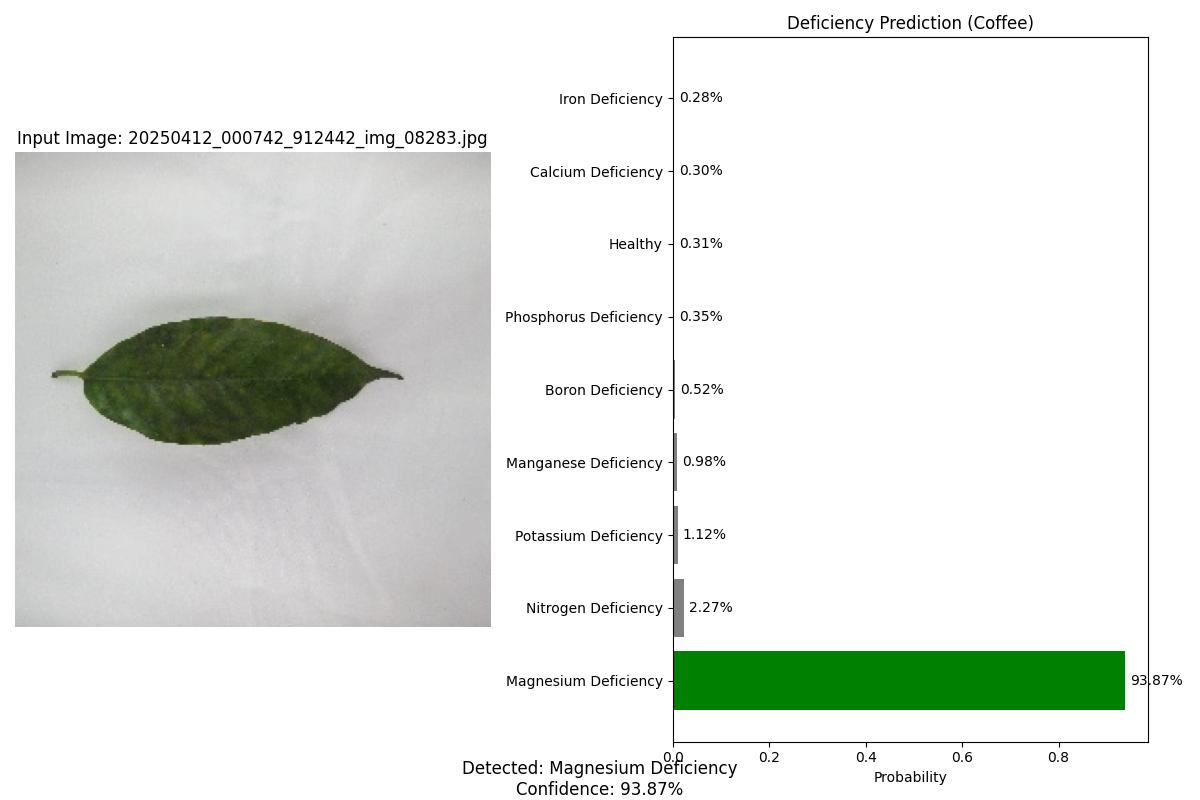 Deficiency Prediction (Coffee)
Input Image: 20250412_000742_912442_img_08283.jpg
Iron Deficiency 0.28%
Calcium Deficiency 0.30%
Healthy 0.31%
Phosphorus Deficiency 0.35%
Boron Deficiency 0.52%
Manganese Deficiency 0.98%
Potassium Deficiency 1.12%
Nitrogen Deficiency 2.27%
Magnesium Deficiency 93.87%
0.0 0.2 0.4 0.6 0.8
Probability
Detected: Magnesium Deficiency
Confidence: 93.87%